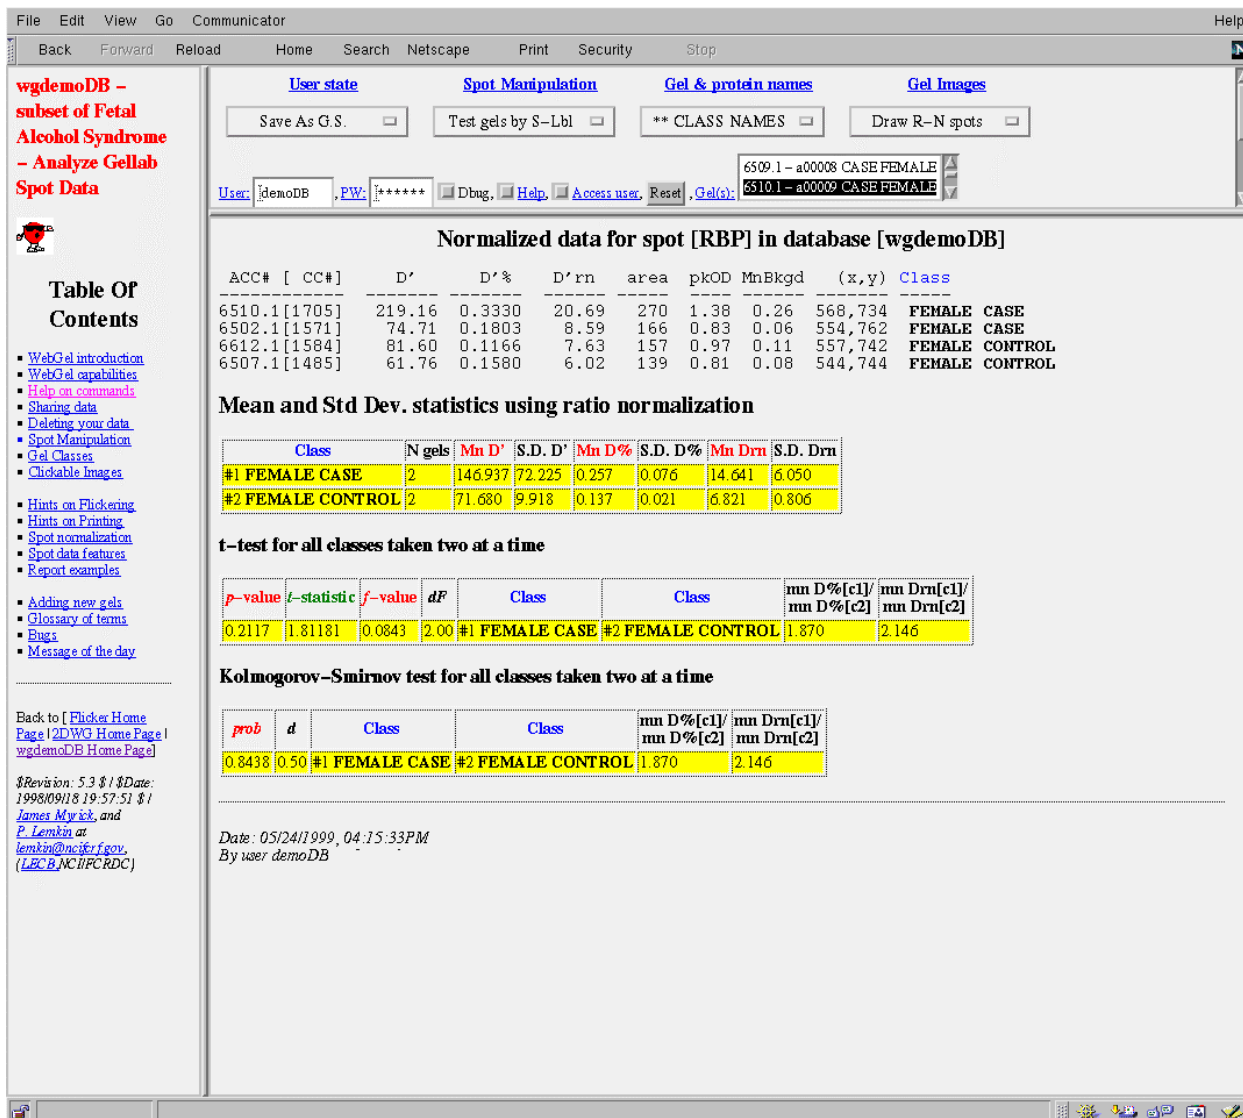 File Edit View Go Communicator Help
Back Forward Reload Home Search Netscape Print Security Stop N
wgdemoDB –
subset of Fetal
Alcohol Syndrome
– Analyze Gellab
Spot Data
Table Of
Contents
WebGel introduction
WebGel capabilities
Help on commands
Sharing data
Deleting your data
Spot Manipulation
Gel Classes
Clickable Images
Hints on Flickering
Hints on Printing
Spot normalization
Spot data features
Report examples
Adding new gels
Glossary of terms
Bugs
Message of the day
Back to [ Flicker Home
Page | 2DWG Home Page |
wgdemoDB Home Page]
$Revision: 5.3 $ / $Date:
1998/09/18 19:57:51 $ /
James Myrick, and
P. Lemkin at
lemkin@ncifcrf.gov,
(LECB,NCI/FCRDC)
User state Spot Manipulation Gel & protein names Gel Images
Save As G.S. Test gels by S–Lbl ** CLASS NAMES Draw R–N spots
6509.1 – a00008 CASE FEMALE
6510.1 – a00009 CASE FEMALE
User: demoDB , PW: ****** Dbug, Help, Access user, Reset , Gel(s):
Normalized data for spot [RBP] in database [wgdemoDB]
ACC# [ CC#] D' D'% D'rn area pkOD MnBkgd (x,y) Class
6510.1[1705] 219.16 0.3330 20.69 270 1.38 0.26 568,734 FEMALE CASE
6502.1[1571] 74.71 0.1803 8.59 166 0.83 0.06 554,762 FEMALE CASE
6612.1[1584] 81.60 0.1166 7.63 157 0.97 0.11 557,742 FEMALE CONTROL
6507.1[1485] 61.76 0.1580 6.02 139 0.81 0.08 544,744 FEMALE CONTROL
Mean and Std Dev. statistics using ratio normalization
Class N gels Mn D' S.D. D' Mn D% S.D. D% Mn Drn S.D. Drn
#1 FEMALE CASE 2 146.937 72.225 0.257 0.076 14.641 6.050
#2 FEMALE CONTROL 2 71.680 9.918 0.137 0.021 6.821 0.806
t–test for all classes taken two at a time
p–value t–statistic f–value dF Class Class mn D%[c1]/ mn D%[c2] mn Drn[c1]/ mn Drn[c2]
0.2117 1.81181 0.0843 2.00 #1 FEMALE CASE #2 FEMALE CONTROL 1.870 2.146
Kolmogorov–Smirnov test for all classes taken two at a time
prob d Class Class mn D%[c1]/ mn D%[c2] mn Drn[c1]/ mn Drn[c2]
0.8438 0.50 #1 FEMALE CASE #2 FEMALE CONTROL 1.870 2.146
Date: 05/24/1999, 04:15:33PM
By user demoDB